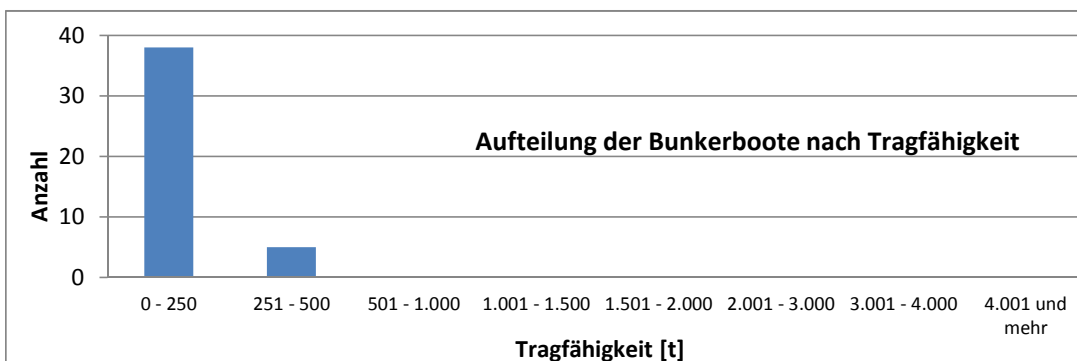 40
30
20
10
0
Anzahl
Aufteilung der Bunkerboote nach Tragfähigkeit
0 - 250 251 - 500 501 - 1.000 1.001 - 1.500 1.501 - 2.000 2.001 - 3.000 3.001 - 4.000 4.001 und
mehr
Tragfähigkeit [t]